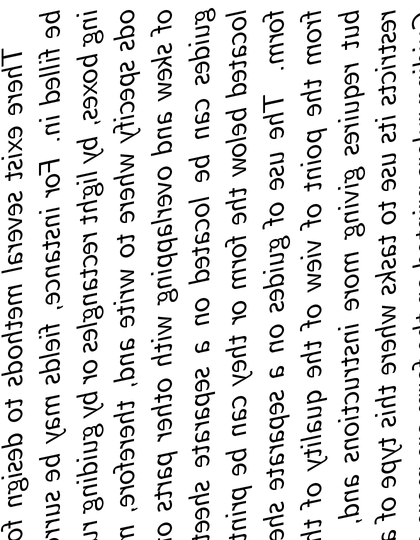 There exist several methods to design fo
be filled in. For instance, fields may be surr
ing boxes, by light rectangles or by guiding r
ods specify where to write and, therefore, m
of skew and overlapping with other parts o
guides can be located on a separate sheet
located below the form or they can be print
form. The use of guides on a separate she
from the point of view of the quality of th
but requires giving more instructions and,
restricts its use to tasks where this type of a